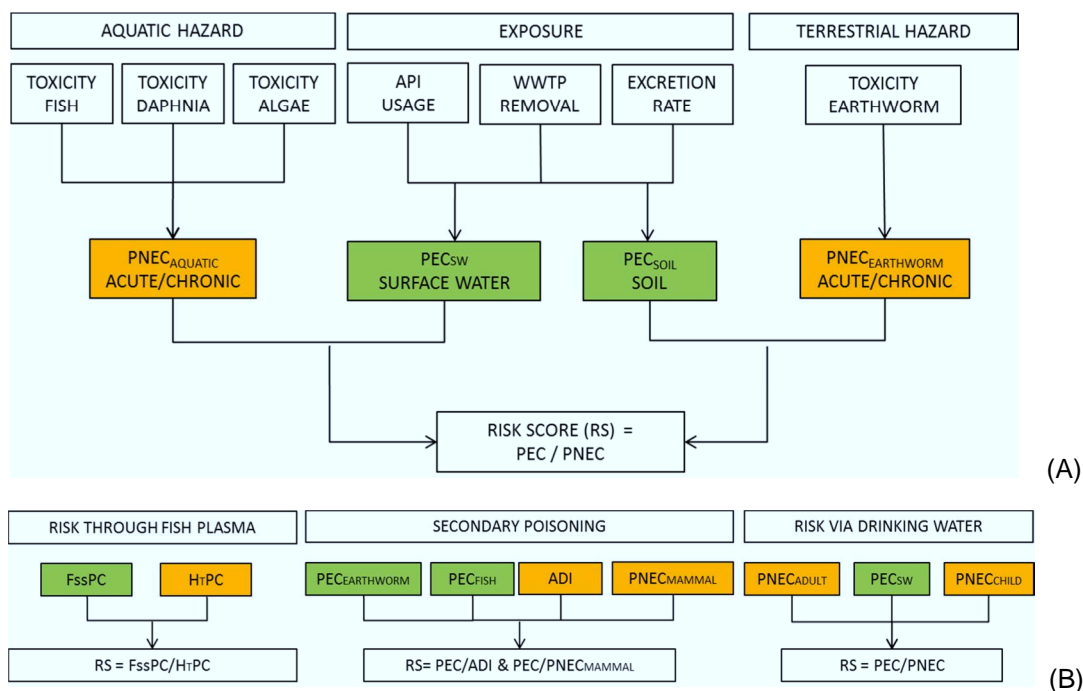 AQUATIC HAZARD
EXPOSURE
TERRESTRIAL HAZARD
TOXICITY
FISH
TOXICITY
DAPHNIA
TOXICITY
ALGAE
API
USAGE
WWTP
REMOVAL
EXCRETION
RATE
TOXICITY
EARTHWORM
PNECAQUATIC
ACUTE/CHRONIC
PECSW
SURFACE WATER
PECSOIL
SOIL
PNECEARTHWORM
ACUTE/CHRONIC
RISK SCORE (RS) =
PEC / PNEC
(A)
RISK THROUGH FISH PLASMA
SECONDARY POISONING
RISK VIA DRINKING WATER
FssPC
HTPC
PECEARTHWORM
PECFISH
ADI
PNECMAMMAL
PNECADULT
PECSW
PNECCHILD
RS = FssPC/HTPC
RS= PEC/ADI & PEC/PNECMAMMAL
RS = PEC/PNEC
(B)